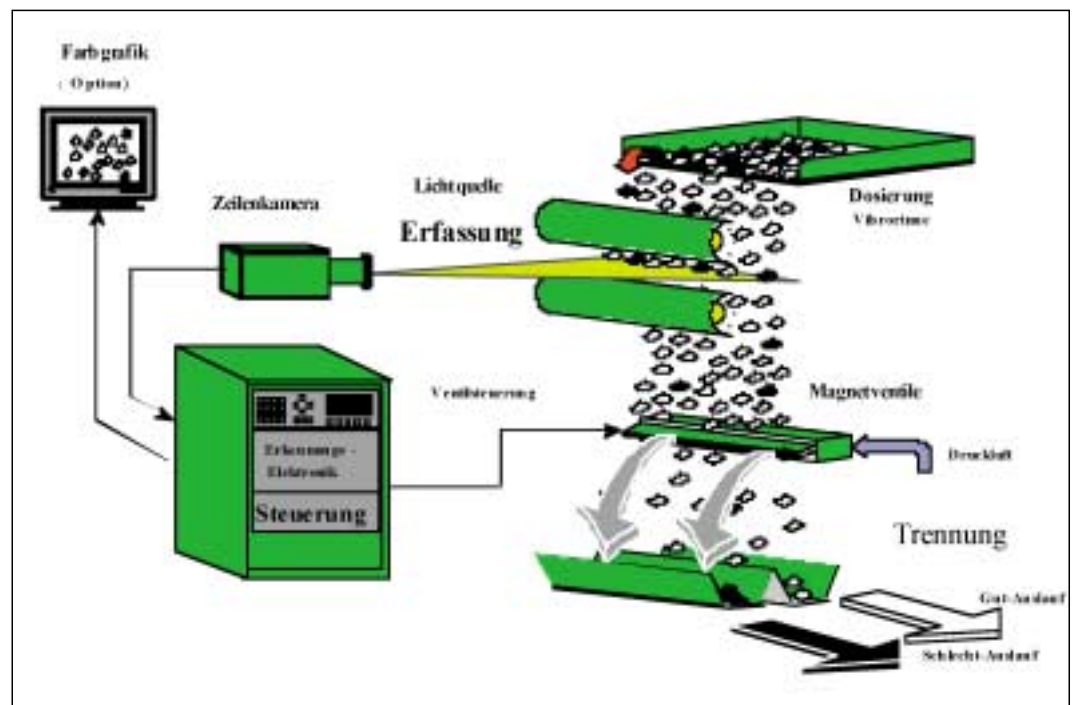 Farbgrafik
( Option)
Zeilenkamera
Lichtquelle
Erfassung
Dosierung
Vibrorinne
Ventilsteuerung
Magnetventile
Druckluft
Erkennungs -
Elektronik
Steuerung
Trennung
Gut-Auslauf
Schlecht-Auslauf